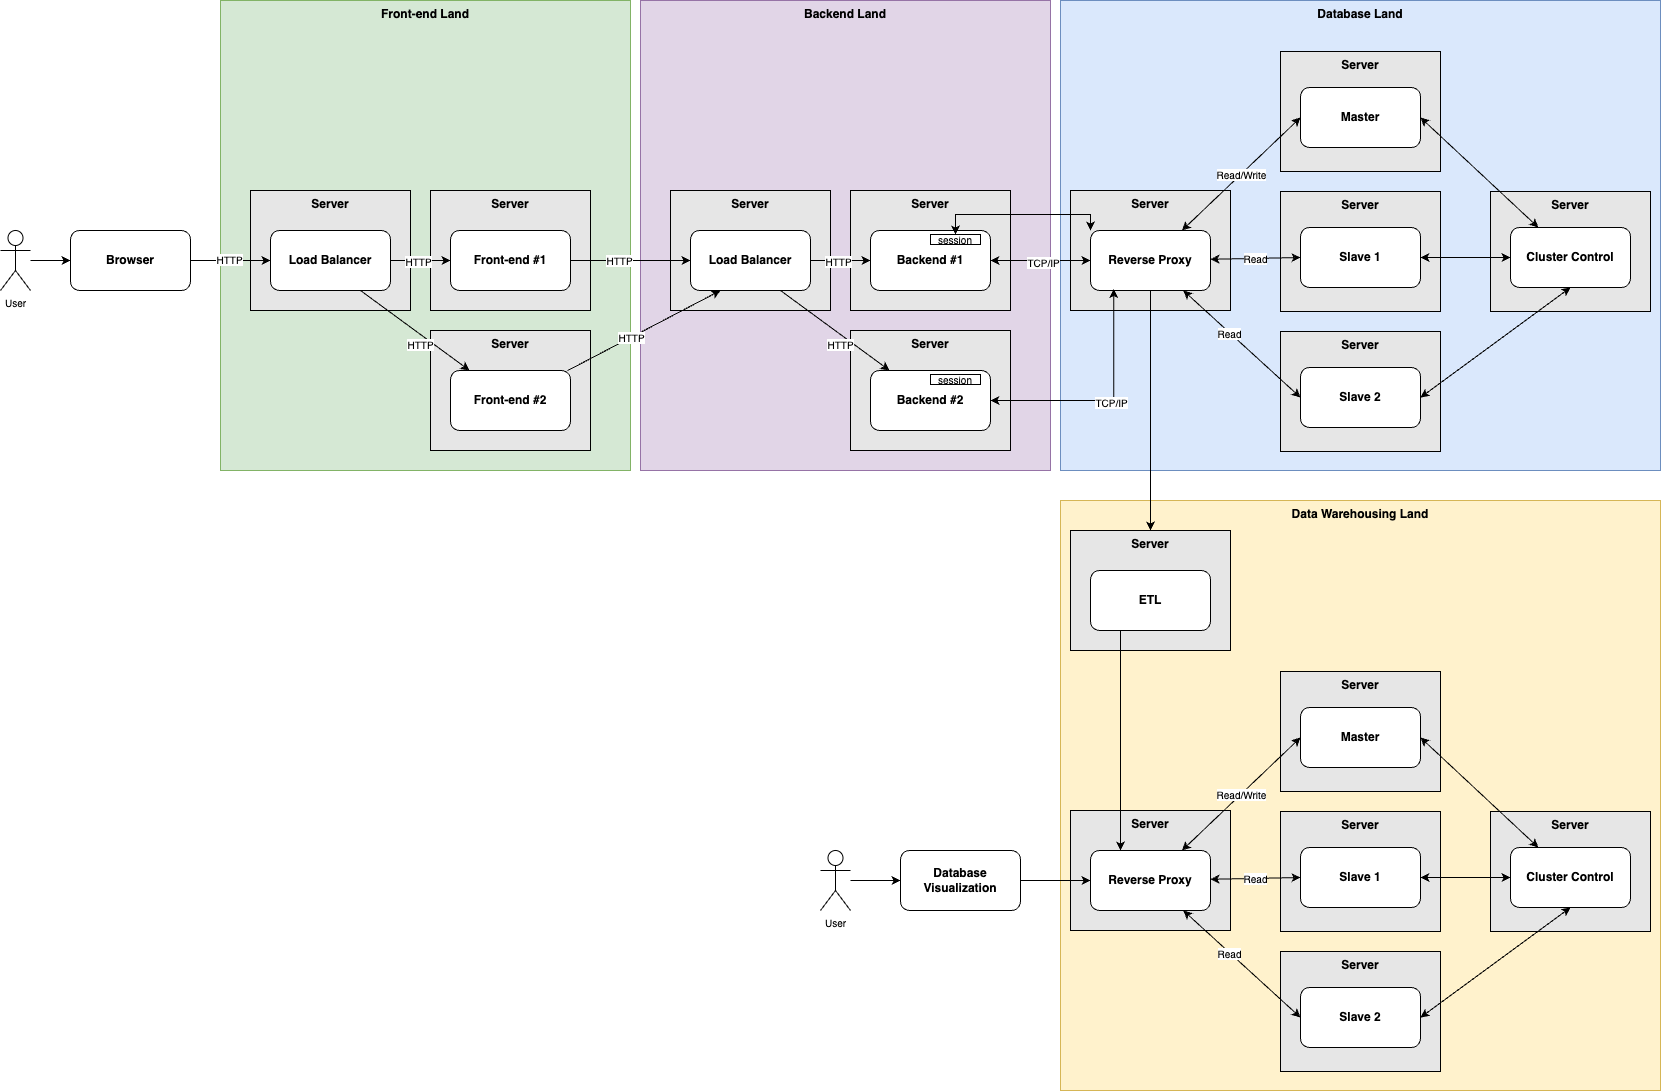 Front-end Land
Backend Land
Database Land
Server
Master
Read/Write
Server
Server
Server
Server
Server
Server
Server
session
Browser
HTTP
Load Balancer
HTTP
Front-end #1
HTTP
Load Balancer
HTTP
Backend #1
TCP/IP
Reverse Proxy
Read
Slave 1
Cluster Control
User
HTTP
Server
HTTP
HTTP
Server
Read
Server
session
Front-end #2
Backend #2
TCP/IP
Slave 2
Data Warehousing Land
Server
ETL
Server
Master
Read/Write
Server
Server
Server
User
Database
Visualization
Reverse Proxy
Read
Slave 1
Cluster Control
Read
Server
Slave 2